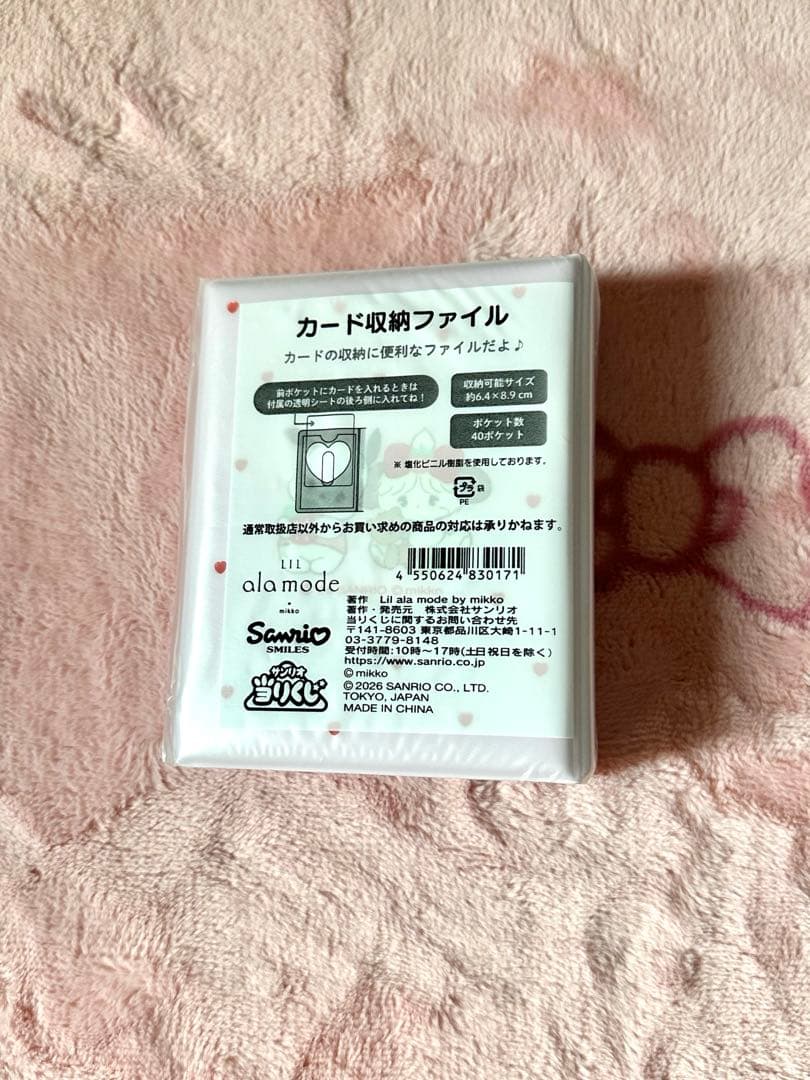 カード収納ファイル
カードの収納に便利なファイルだよ♪
前ポケットにカードを入れるときは
付属の透明シートの後ろ側に入れてね！
収納可能サイズ
約6.4×8.9 cm
ポケット数
40ポケット
※ 塩化ビニル樹脂を使用しております。
プラ 袋
PE
通常取扱店以外からお買い求めの商品の対応は承りかねます。
LIL
ala mode
mikko
4 550624 830171
SANRIO © mikko
Sanrio
SMILES
サンリオ
当りくじ
著作 Lil ala mode by mikko
著作・発売元 株式会社サンリオ
当りくじに関するお問い合わせ先
〒141-8603 東京都品川区大崎1-11-1
03-3779-8148
受付時間:10時〜17時(土日祝日を除く)
https://www.sanrio.co.jp
© mikko
© 2026 SANRIO CO., LTD.
TOKYO, JAPAN
MADE IN CHINA